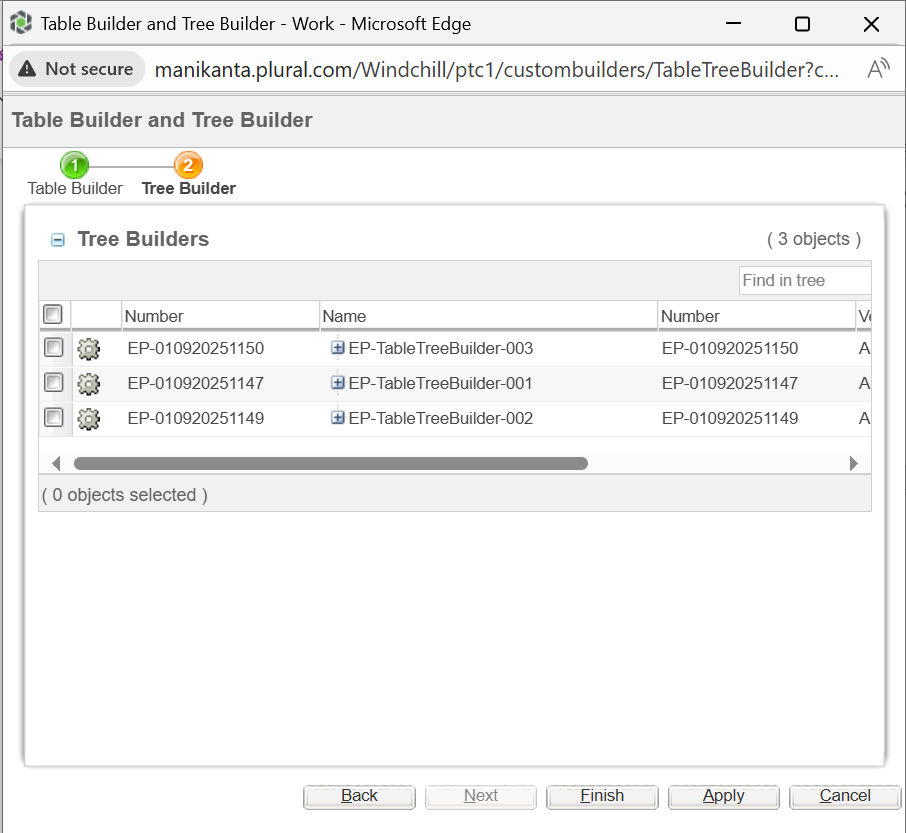 Table Builder and Tree Builder - Work - Microsoft Edge
Not secure manikanta.plural.com/Windchill/ptc1/custombuilders/TableTreeBuilder?c... A
Table Builder and Tree Builder
1 2
Table Builder Tree Builder
Tree Builders ( 3 objects )
Find in tree
Number Name Number Ve
EP-010920251150 EP-TableTreeBuilder-003 EP-010920251150 A
EP-010920251147 EP-TableTreeBuilder-001 EP-010920251147 A
EP-010920251149 EP-TableTreeBuilder-002 EP-010920251149 A
( 0 objects selected )
Back Next Finish Apply Cancel